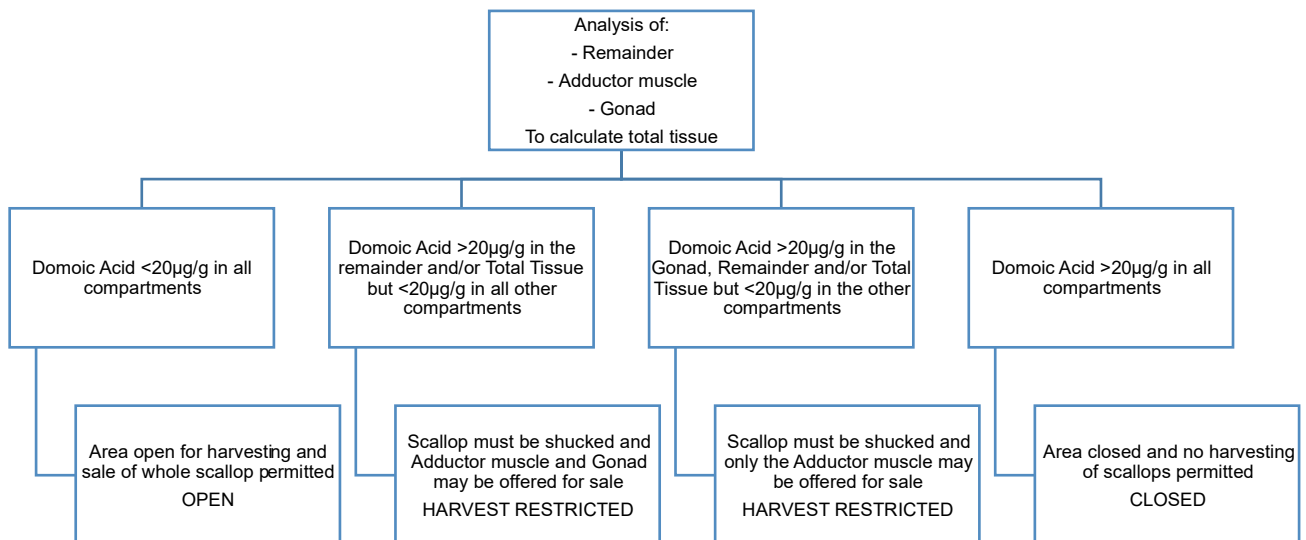 Analysis of:
- Remainder
- Adductor muscle
- Gonad
To calculate total tissue
Domoic Acid <20µg/g in all
compartments
Domoic Acid >20µg/g in the
remainder and/or Total Tissue
but <20µg/g in all other
compartments
Domoic Acid >20µg/g in the
Gonad, Remainder and/or Total
Tissue but <20µg/g in the other
compartments
Domoic Acid >20µg/g in all
compartments
Area open for harvesting and
sale of whole scallop permitted
OPEN
Scallop must be shucked and
Adductor muscle and Gonad
may be offered for sale
HARVEST RESTRICTED
Scallop must be shucked and
only the Adductor muscle may
be offered for sale
HARVEST RESTRICTED
Area closed and no harvesting
of scallops permitted
CLOSED